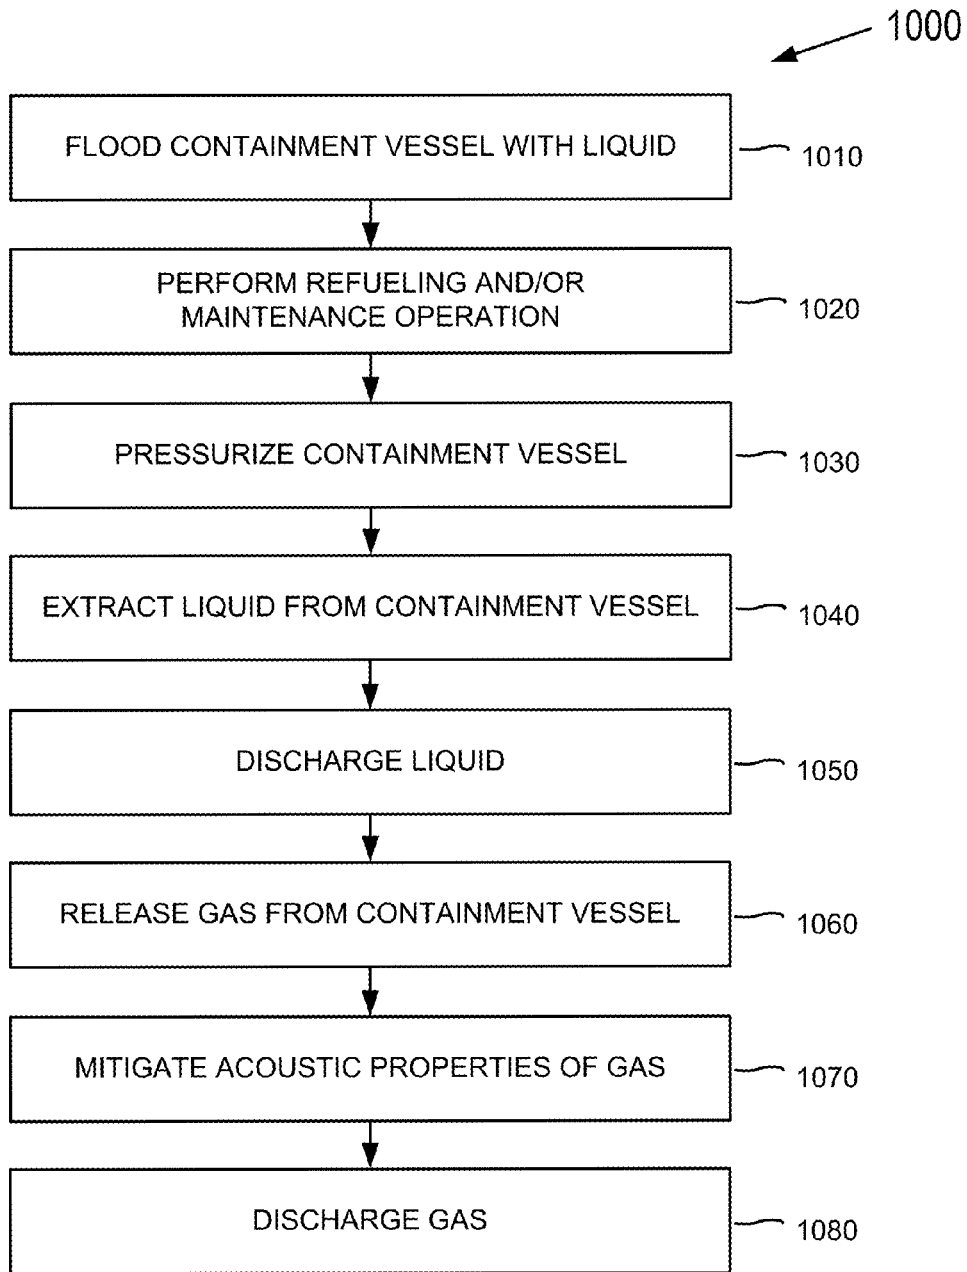 1000
FLOOD CONTAINMENT VESSEL WITH LIQUID
1010
PERFORM REFUELING AND/OR
MAINTENANCE OPERATION
1020
PRESSURIZE CONTAINMENT VESSEL
1030
EXTRACT LIQUID FROM CONTAINMENT VESSEL
1040
DISCHARGE LIQUID
1050
RELEASE GAS FROM CONTAINMENT VESSEL
1060
MITIGATE ACOUSTIC PROPERTIES OF GAS
1070
DISCHARGE GAS
1080